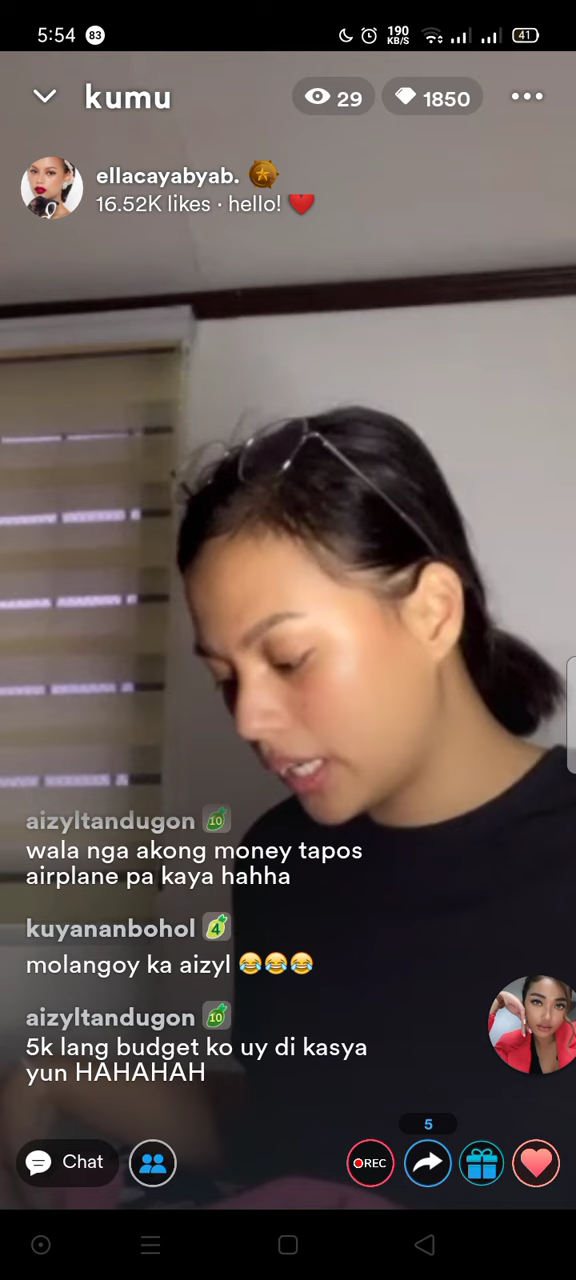 5:54 83 190 KB/S 41
kumu 29 1850
ellacayabyab.
16.52K likes · hello! ❤️
aizyltandugon 10
wala nga akong money tapos
airplane pa kaya hahha
kuyananbohol 4
molangoy ka aizyl 😂😂😂
aizyltandugon 10
5k lang budget ko uy di kasya
yun HAHAHAH
5
Chat REC